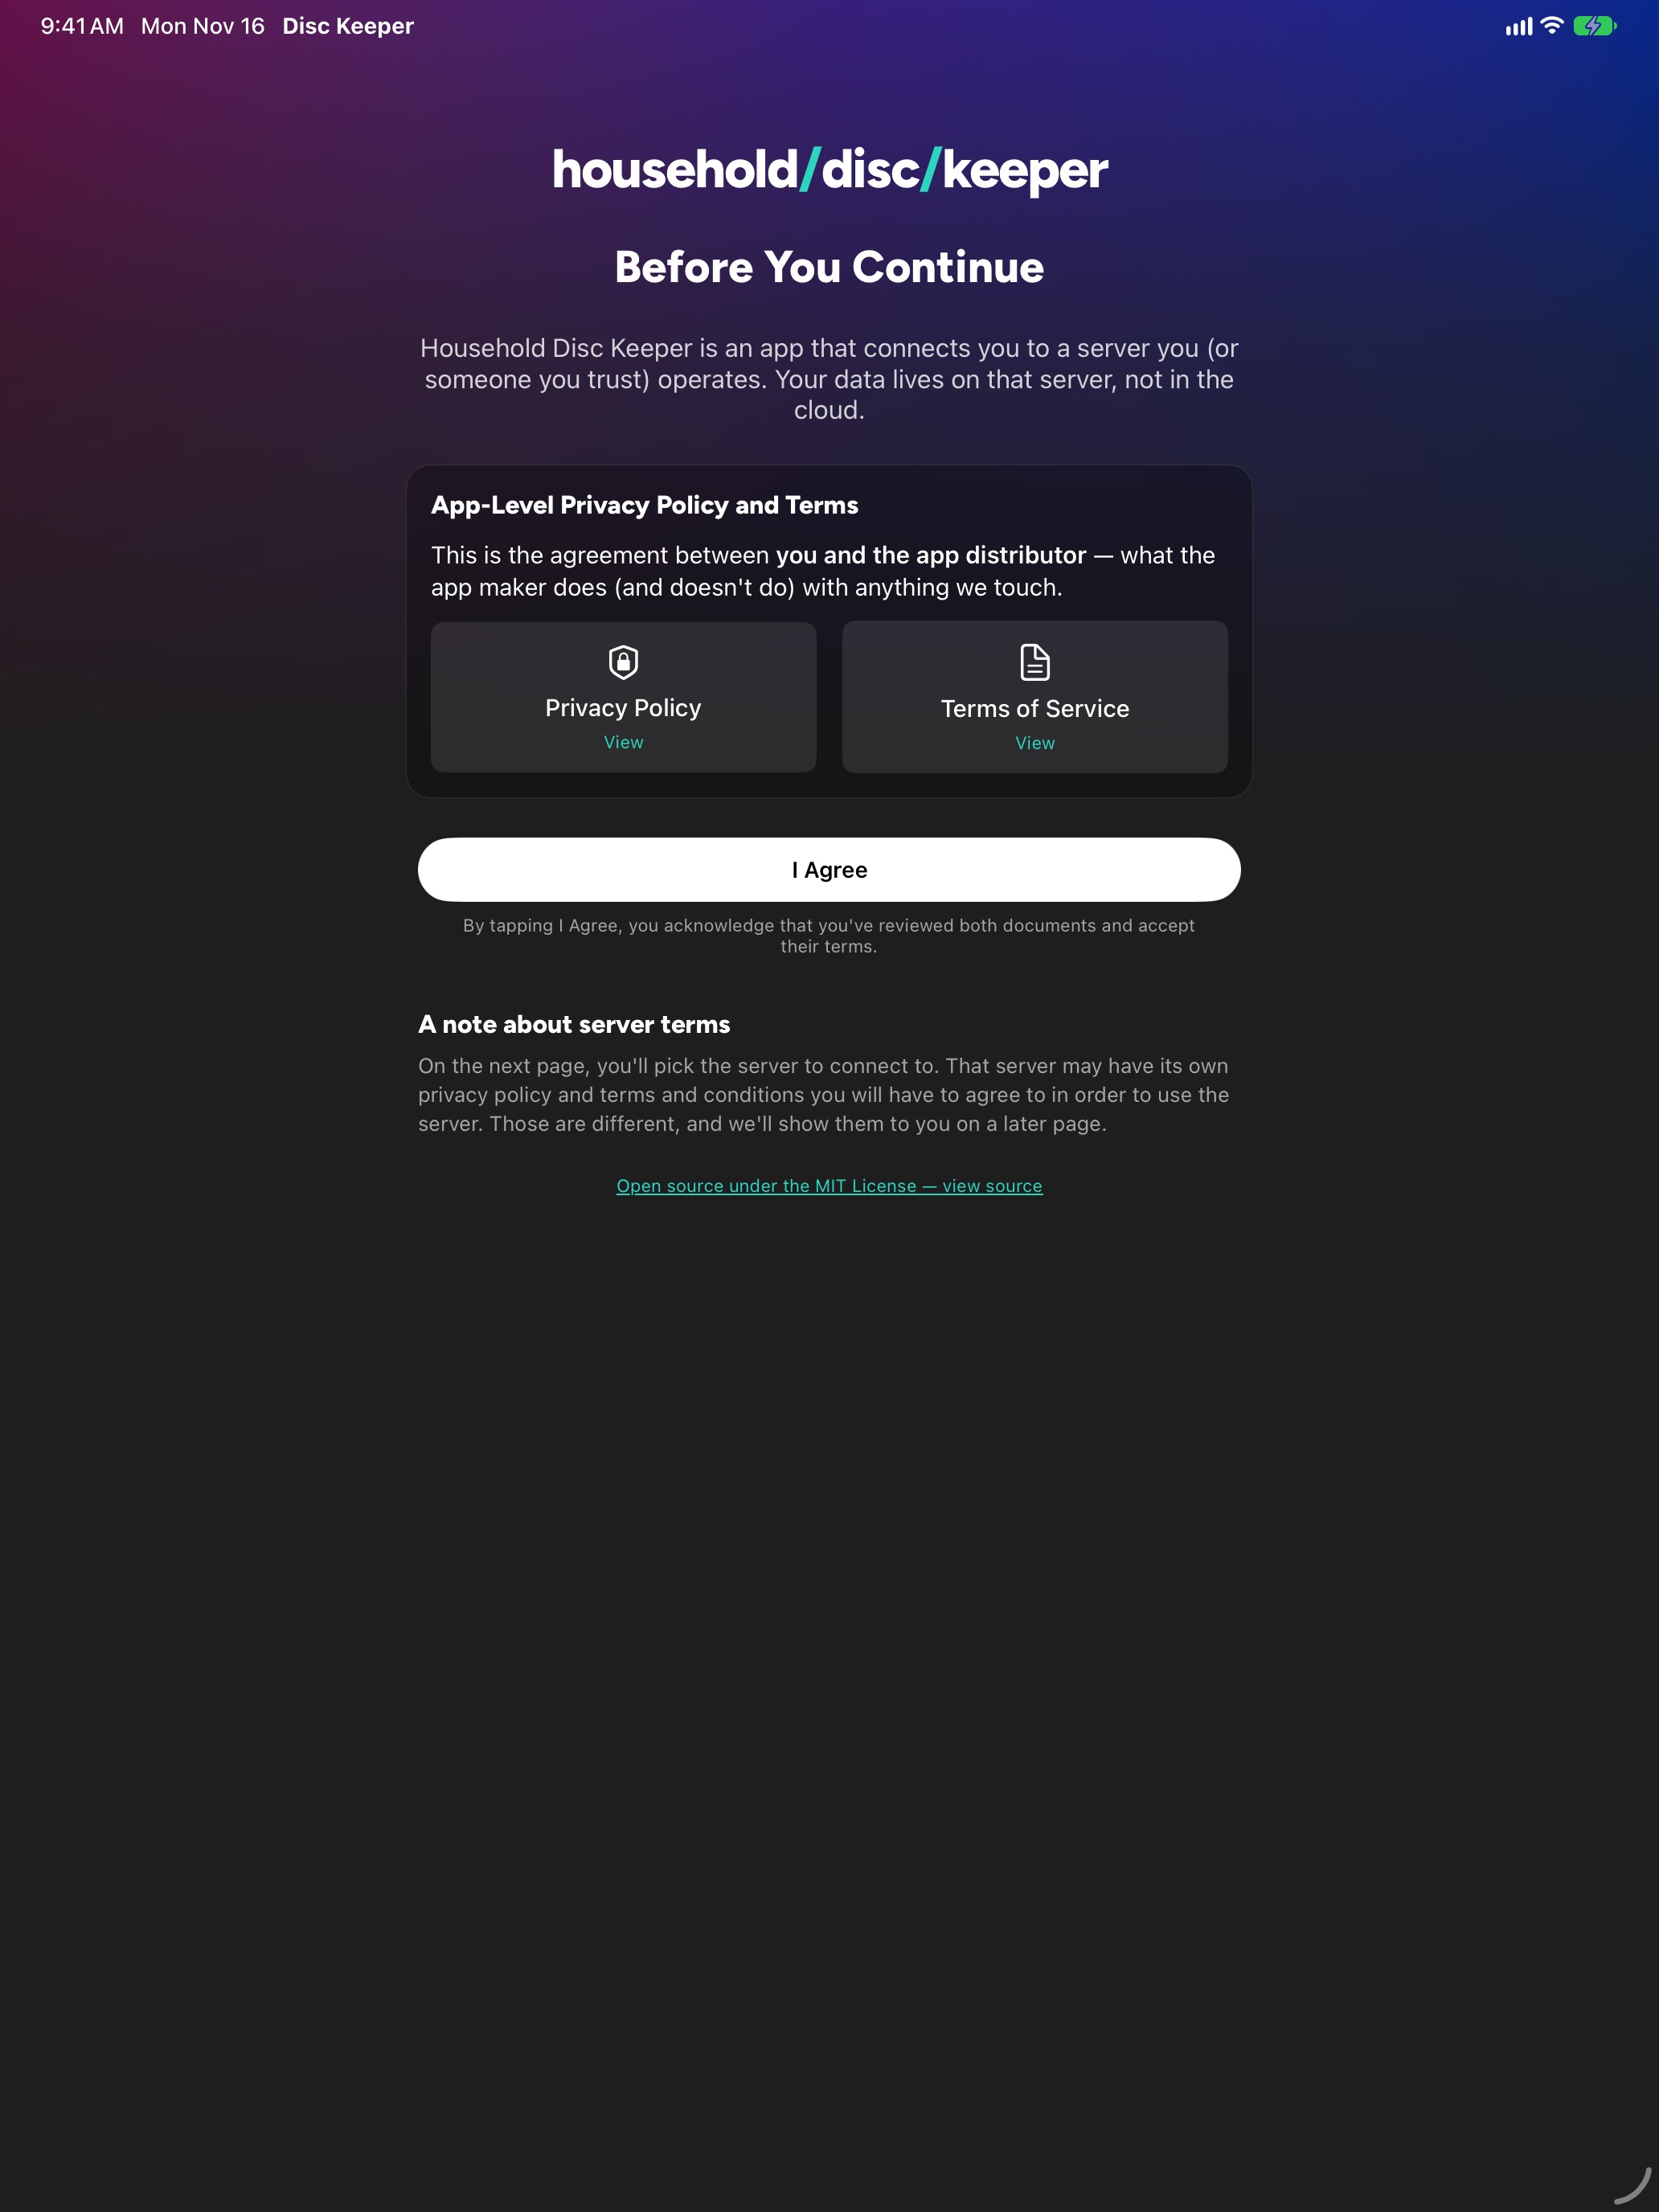 9:41 AM Mon Nov 16 Disc Keeper
household/disc/keeper
Before You Continue
Household Disc Keeper is an app that connects you to a server you (or
someone you trust) operates. Your data lives on that server, not in the
cloud.
App-Level Privacy Policy and Terms
This is the agreement between you and the app distributor — what the
app maker does (and doesn't do) with anything we touch.
Privacy Policy
View
Terms of Service
View
I Agree
By tapping I Agree, you acknowledge that you've reviewed both documents and accept
their terms.
A note about server terms
On the next page, you'll pick the server to connect to. That server may have its own
privacy policy and terms and conditions you will have to agree to in order to use the
server. Those are different, and we'll show them to you on a later page.
Open source under the MIT License — view source